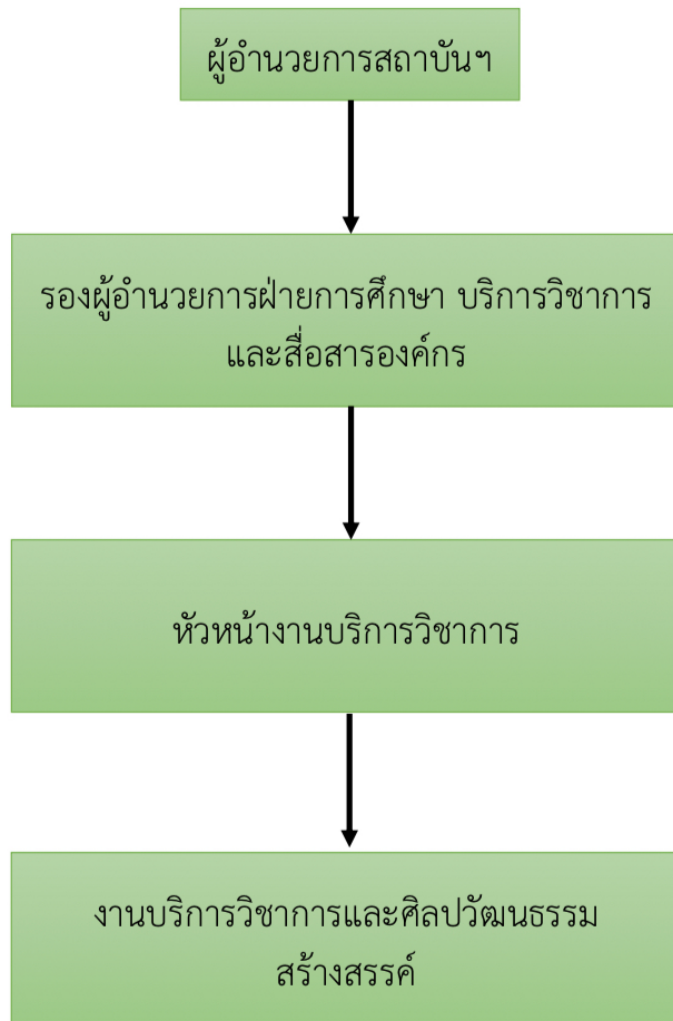 ผู้อำนวยการสถาบันฯ
รองผู้อำนวยการฝ่ายการศึกษา บริการวิชาการ
และสื่อสารองค์กร
หัวหน้างานบริการวิชาการ
งานบริการวิชาการและศิลปวัฒนธรรม
สร้างสรรค์